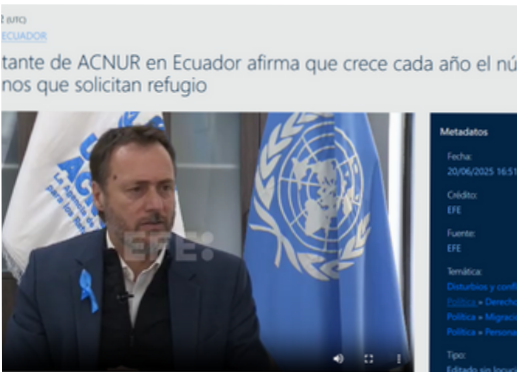 (UTC)
ECUADOR
tante de ACNUR en Ecuador afirma que crece cada año el nú
nos que solicitan refugio
EFE:
Metadatos
Fecha:
20/06/2025 16:51
Crédito:
EFE
Fuente:
EFE
Temática:
Disturbios y confl
Política » Derecho
Política » Migració
Política » Persona
Tipo:
Editado sin locuci